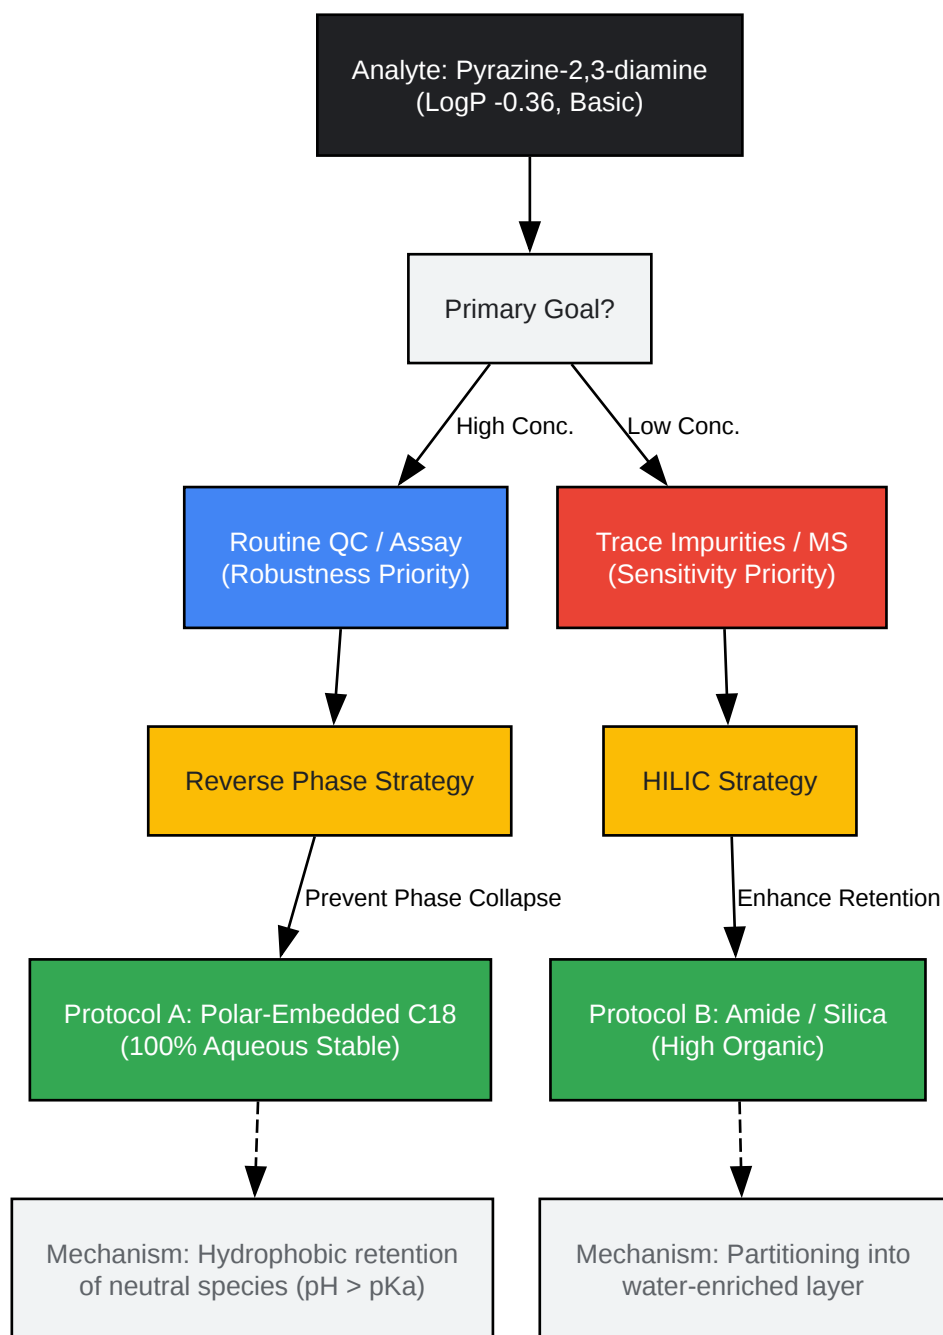 Analyte: Pyrazine-2,3-diamine
(LogP -0.36, Basic)
Primary Goal?
High Conc.
Low Conc.
Routine QC / Assay
(Robustness Priority)
Trace Impurities / MS
(Sensitivity Priority)
Reverse Phase Strategy
HILIC Strategy
Prevent Phase Collapse
Enhance Retention
Protocol A: Polar-Embedded C18
(100% Aqueous Stable)
Protocol B: Amide / Silica
(High Organic)
Mechanism: Hydrophobic retention
of neutral species (pH > pKa)
Mechanism: Partitioning into
water-enriched layer